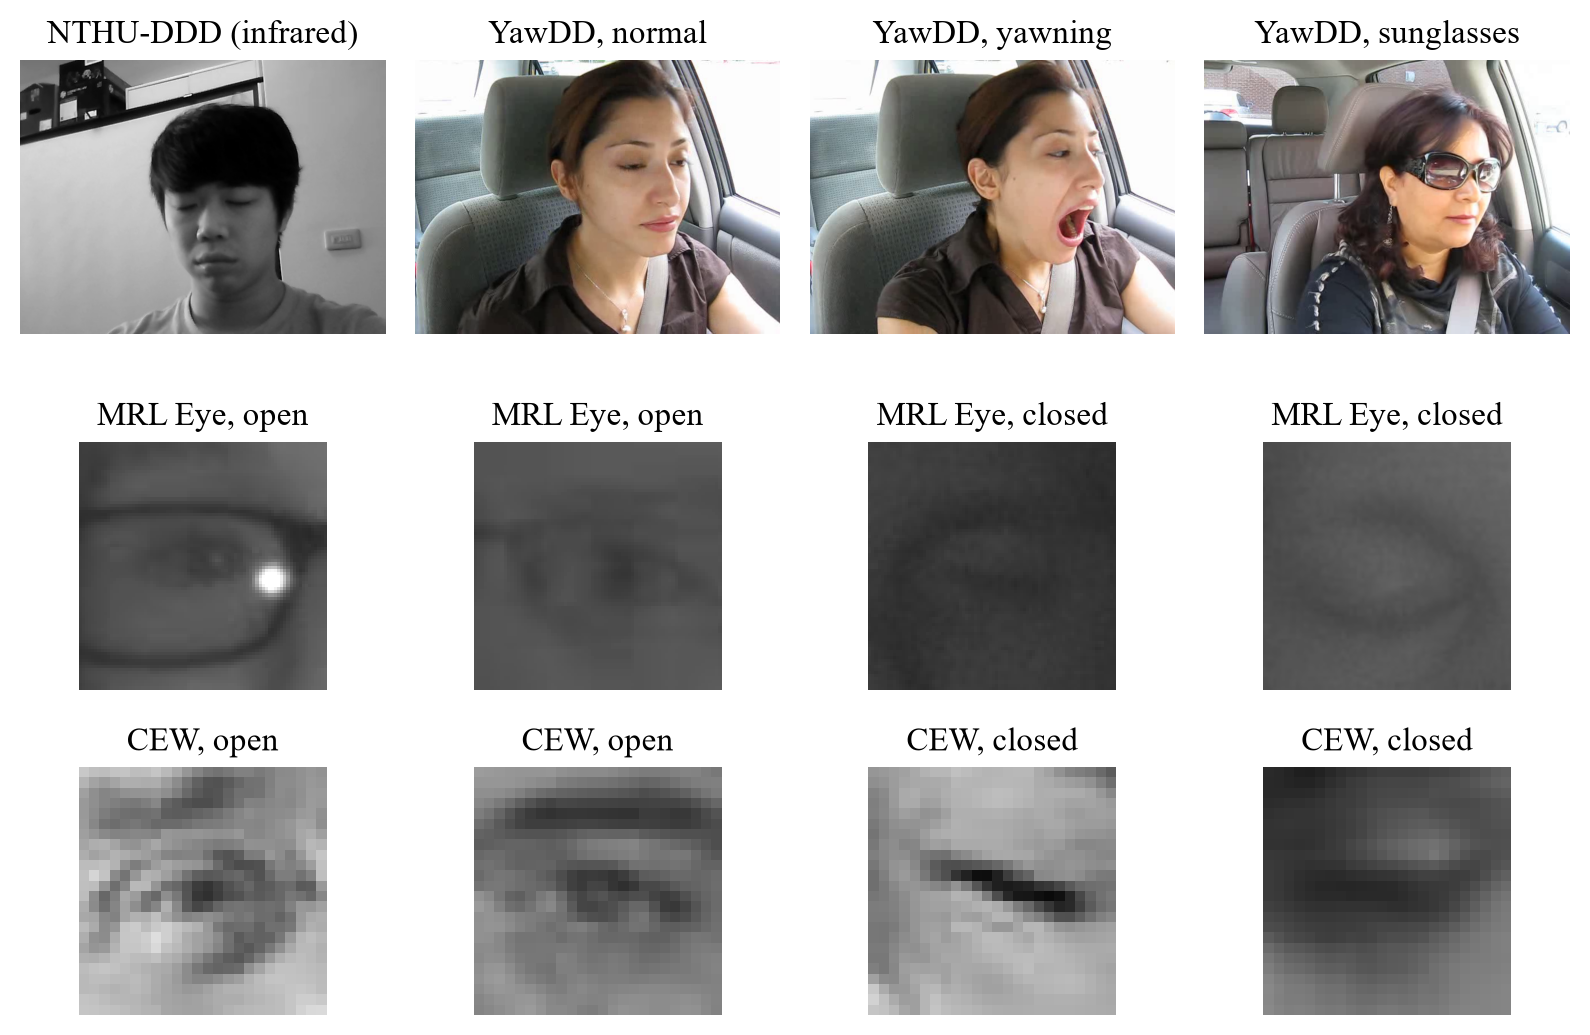 NTHU-DDD (infrared)
YawDD, normal
YawDD, yawning
YawDD, sunglasses
MRL Eye, open
MRL Eye, open
MRL Eye, closed
MRL Eye, closed
CEW, open
CEW, open
CEW, closed
CEW, closed